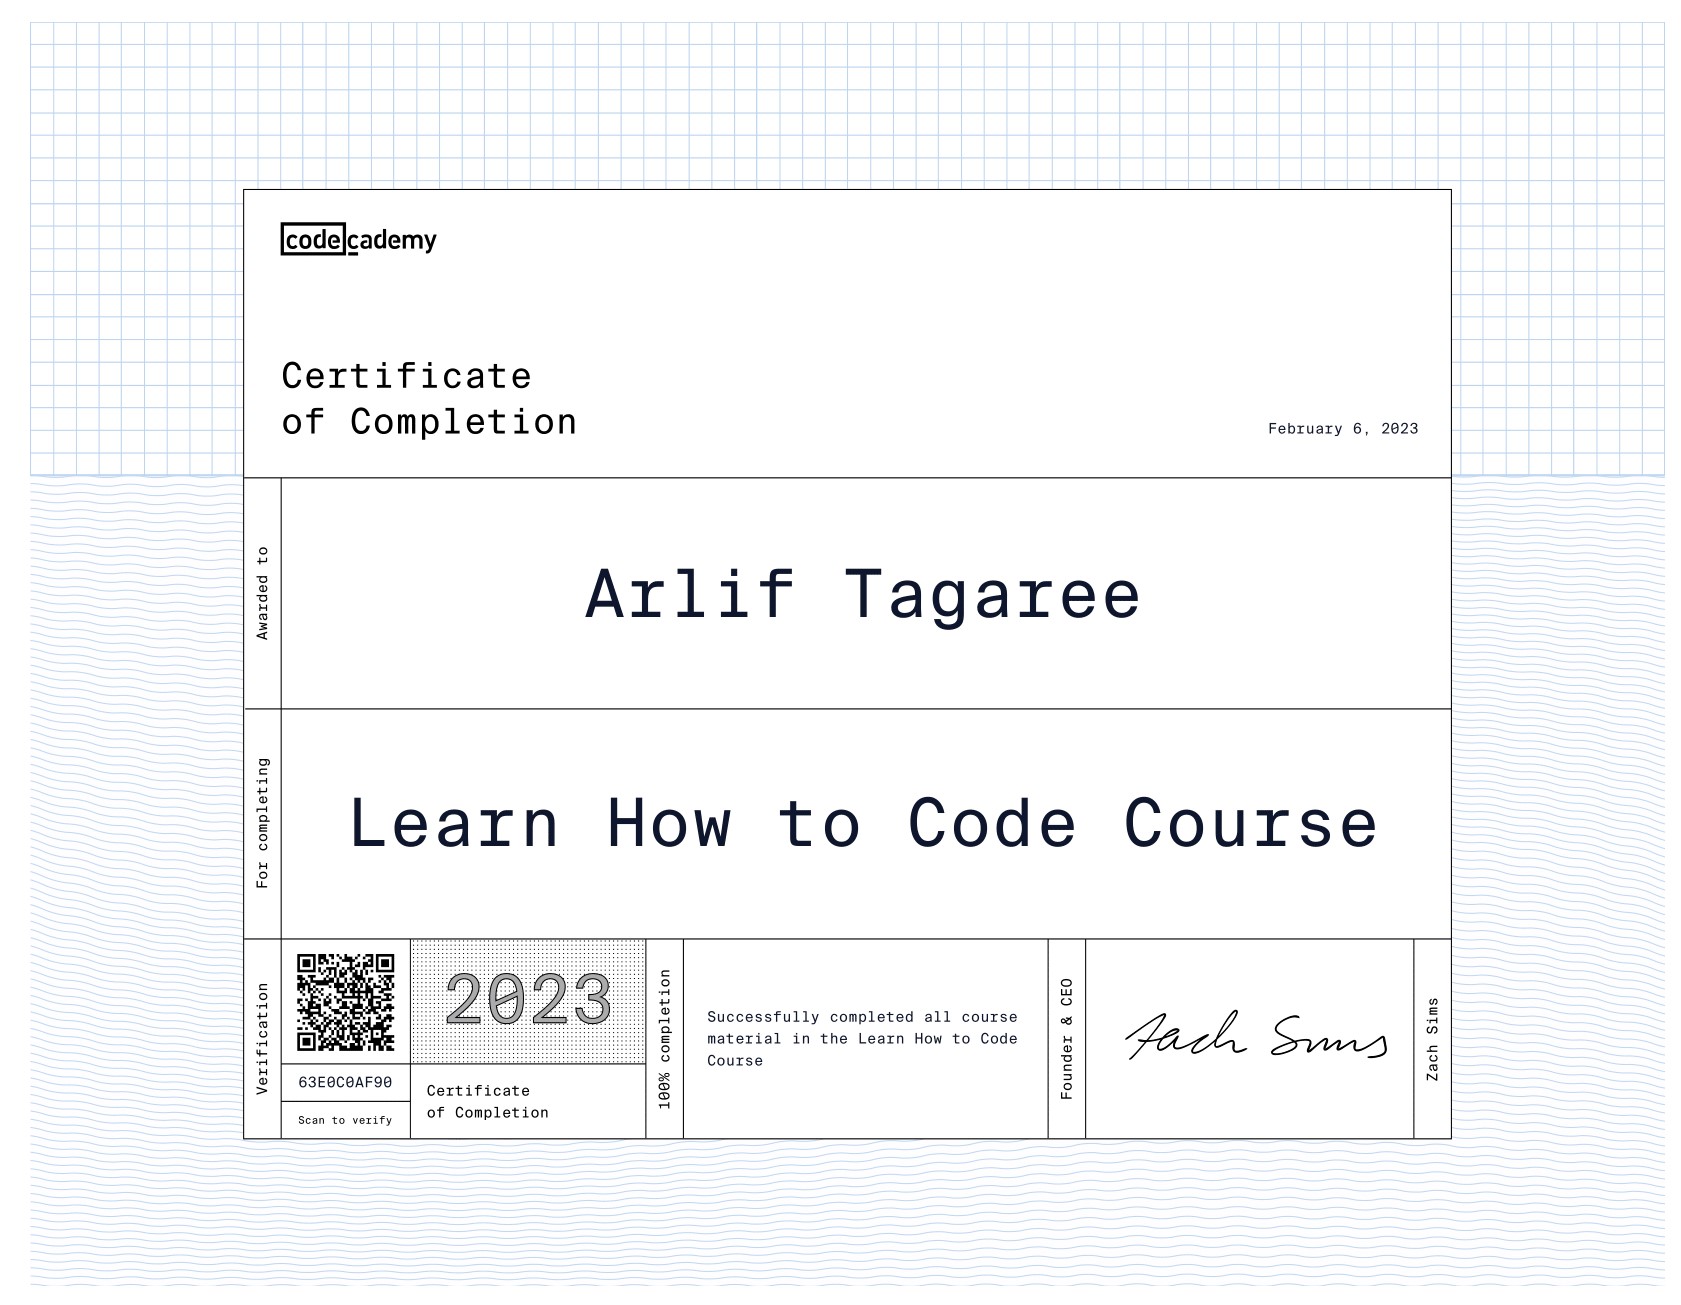 codecademy
Certificate
of Completion
February 6, 2023
Awarded to
Arlif Tagaree
For completing
Learn How to Code Course
Verification
63E0C0AF90
Scan to verify
2023
Certificate
of Completion
100% completion
Successfully completed all course
material in the Learn How to Code
Course
Founder & CEO
Zach Sims
Zach Sims